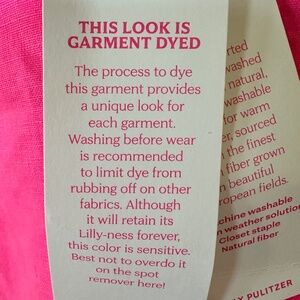 THIS LOOK IS
GARMENT DYED
The process to dye
this garment provides
a unique look for
each garment.
Washing before wear
is recommended
to limit dye from
rubbing off on other
fabrics. Although
it will retain its
Lilly-ness forever,
this color is sensitive.
Best not to overdo it
on the spot
remover here!
washed
natural,
washable
for warm
sourced
the finest
fiber grown
beautiful
fields.
machine washable
weather solution
Closet staple
Natural fiber
PULITZER